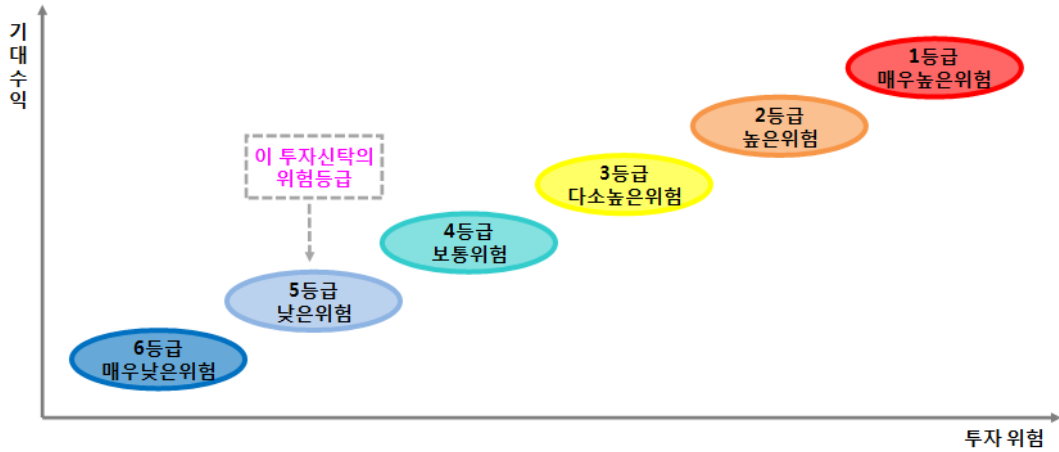 기대수익
1등급
매우높은위험
2등급
높은위험
이 투자신탁의
위험등급
3등급
다소높은위험
4등급
보통위험
5등급
낮은위험
6등급
매우낮은위험
투자 위험